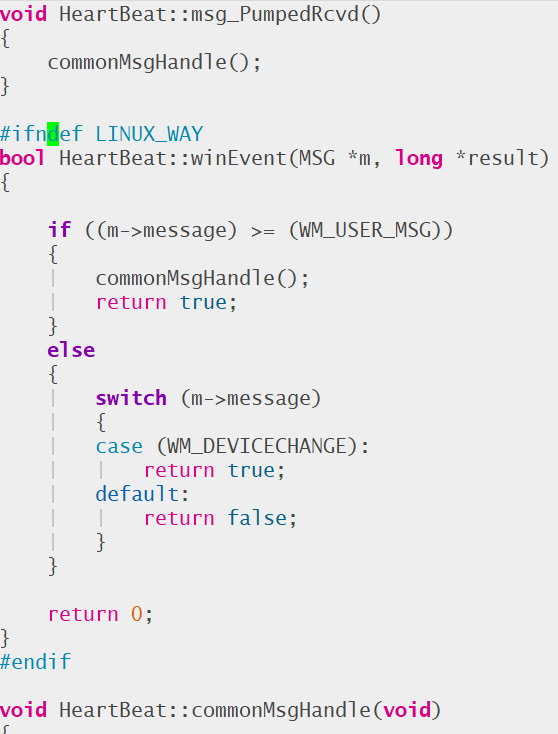 void HeartBeat::msg_PumpedRcvd()
{
    commonMsgHandle();
}
#ifndef LINUX_WAY
bool HeartBeat::winEvent(MSG *m, long *result)
{
    if ((m->message) >= (WM_USER_MSG))
    {
        commonMsgHandle();
        return true;
    }
    else
    {
        switch (m->message)
        {
        case (WM_DEVICECHANGE):
            return true;
        default:
            return false;
        }
    }
    return 0;
}
#endif
void HeartBeat::commonMsgHandle(void)
{